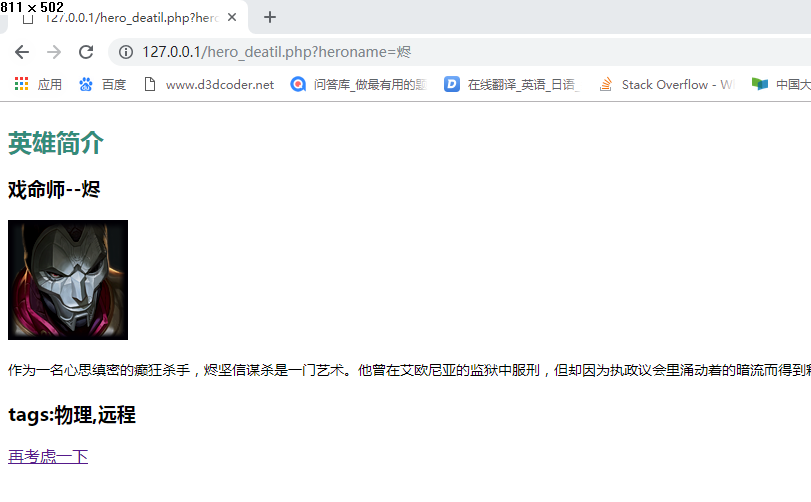 811 × 502
127.0.0.1/hero_deatil.php?hero
127.0.0.1/hero_deatil.php?heroname=烬
应用 百度 www.d3dcoder.net 问答库_做最有用的题 在线翻译_英语_日语_ Stack Overflow - W 中国大
英雄简介
戏命师--烬
作为一名心思缜密的癫狂杀手，烬坚信谋杀是一门艺术。他曾在艾欧尼亚的监狱中服刑，但却因为执政议会里涌动着的暗流而得到
tags:物理,远程
再考虑一下